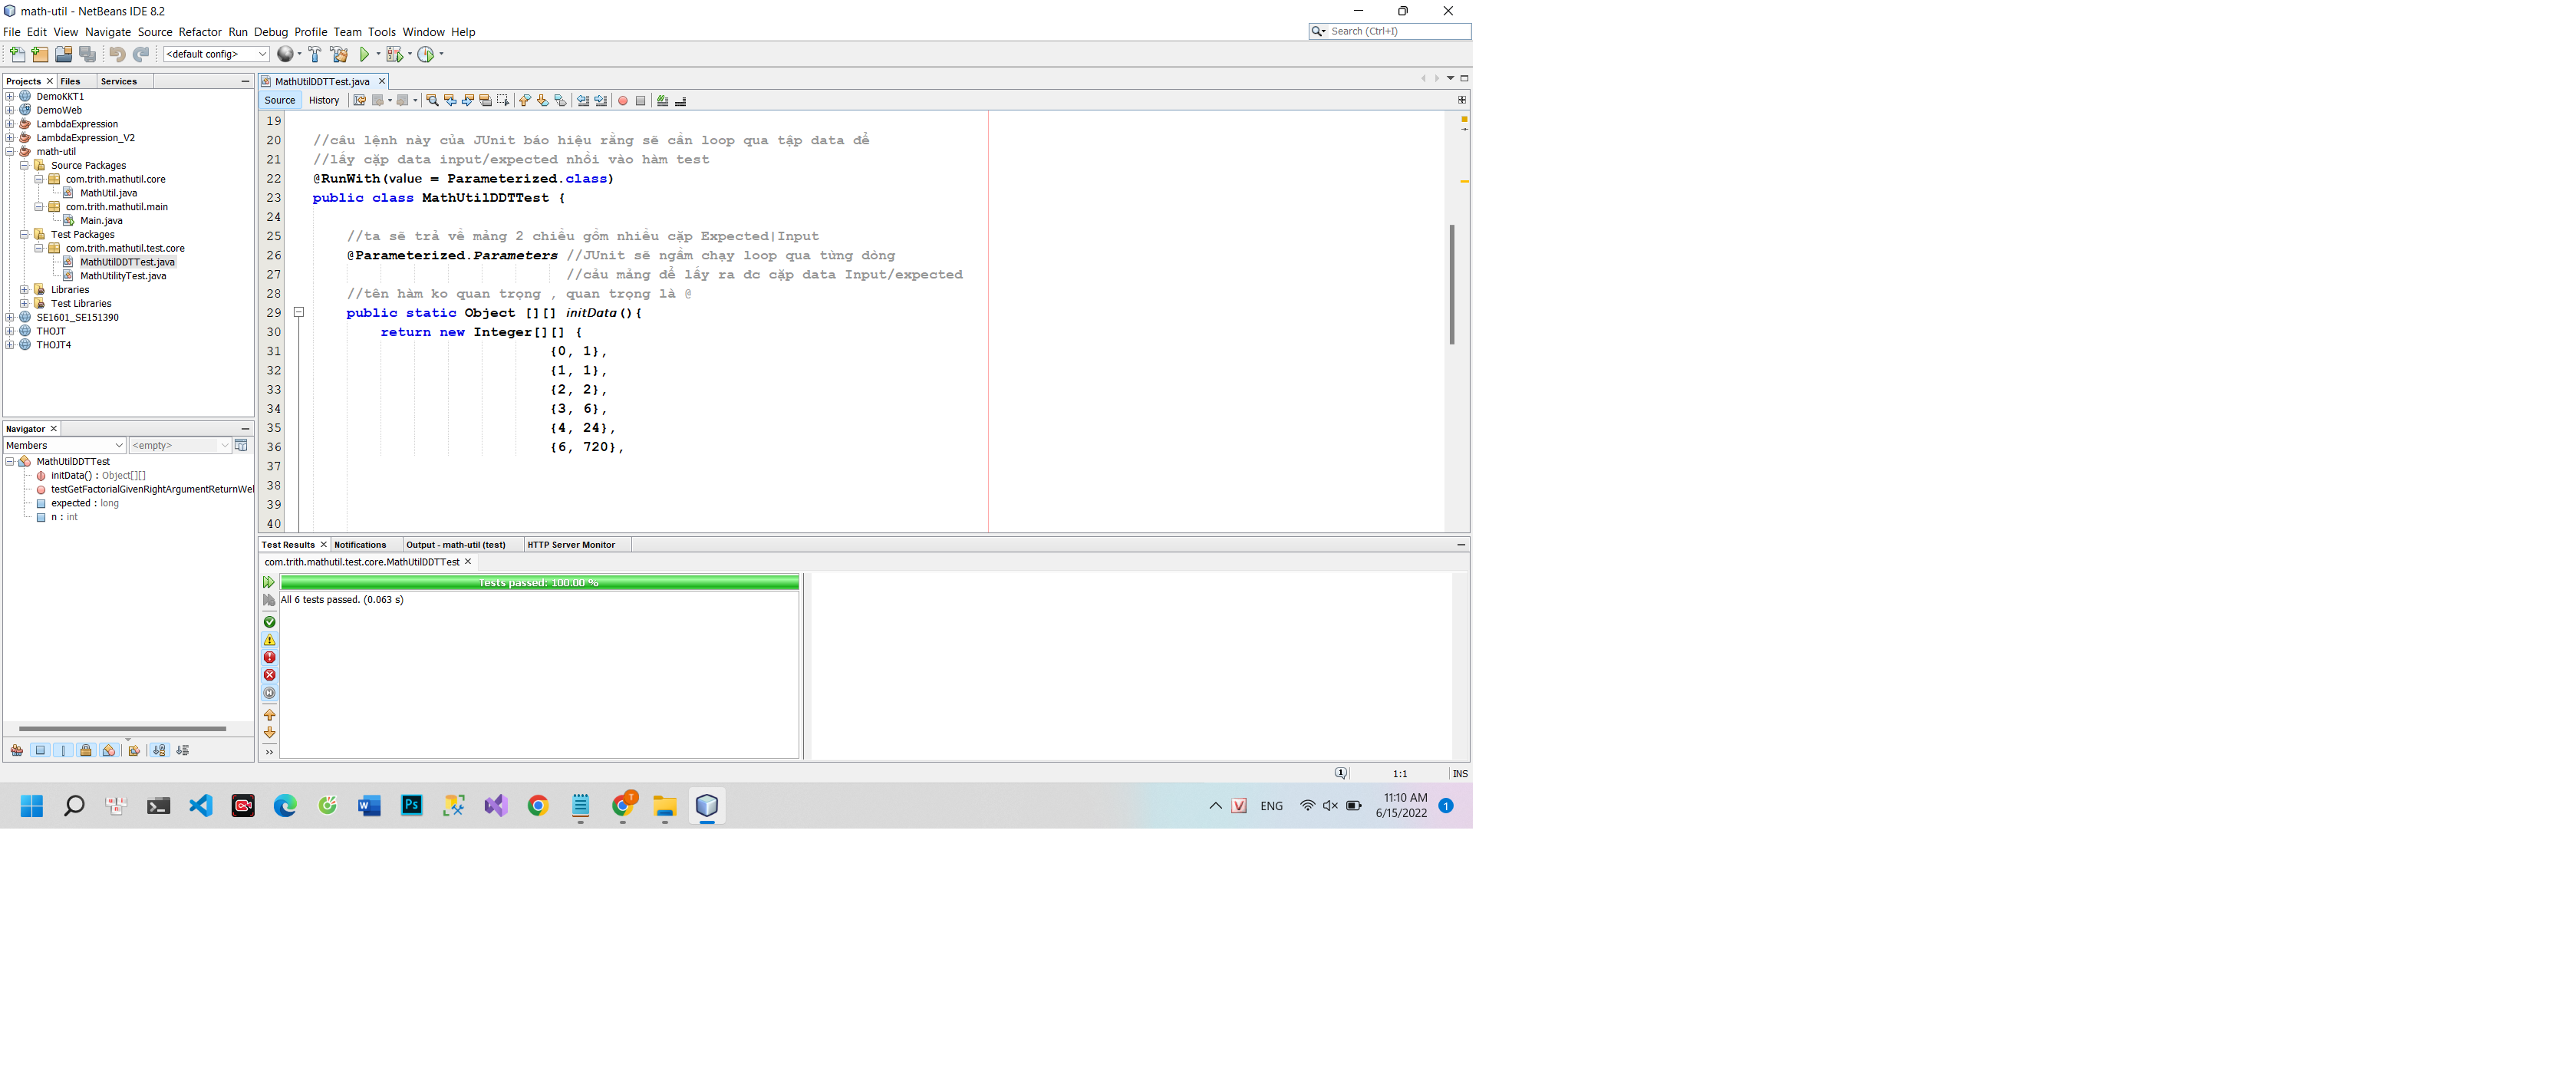 math-util - NetBeans IDE 8.2
File Edit View Navigate Source Refactor Run Debug Profile Team Tools Window Help
Search (Ctrl+I)
<default config>
Projects Files Services
DemoKKT1
DemoWeb
LambdaExpression
LambdaExpression_V2
math-util
Source Packages
com.trith.mathutil.core
MathUtil.java
com.trith.mathutil.main
Main.java
Test Packages
com.trith.mathutil.test.core
MathUtilDDTTest.java
MathUtilityTest.java
Libraries
Test Libraries
SE1601_SE151390
THOJT
THOJT4
Navigator
Members <empty>
MathUtilDDTTest
initData() : Object[][]
testGetFactorialGivenRightArgumentReturnWel
expected : long
n : int
MathUtilDDTTest.java
Source History
19
20 //câu lệnh này của JUnit báo hiệu rằng sẽ cần loop qua tập data để
21 //lấy cặp data input/expected nhồi vào hàm test
22 @RunWith(value = Parameterized.class)
23 public class MathUtilDDTTest {
24
25 //ta sẽ trả về mảng 2 chiều gồm nhiều cặp Expected|Input
26 @Parameterized.Parameters //JUnit sẽ ngầm chạy loop qua từng dòng
27 //cảu mảng để lấy ra dc cặp data Input/expected
28 //tên hàm ko quan trọng , quan trọng là @
29 public static Object [][] initData(){
30 return new Integer[][] {
31 {0, 1},
32 {1, 1},
33 {2, 2},
34 {3, 6},
35 {4, 24},
36 {6, 720},
37
38
39
40
Test Results Notifications Output - math-util (test) HTTP Server Monitor
com.trith.mathutil.test.core.MathUtilDDTTest
Tests passed: 100.00 %
All 6 tests passed. (0.063 s)
1:1 INS
ENG
11:10 AM
6/15/2022
1